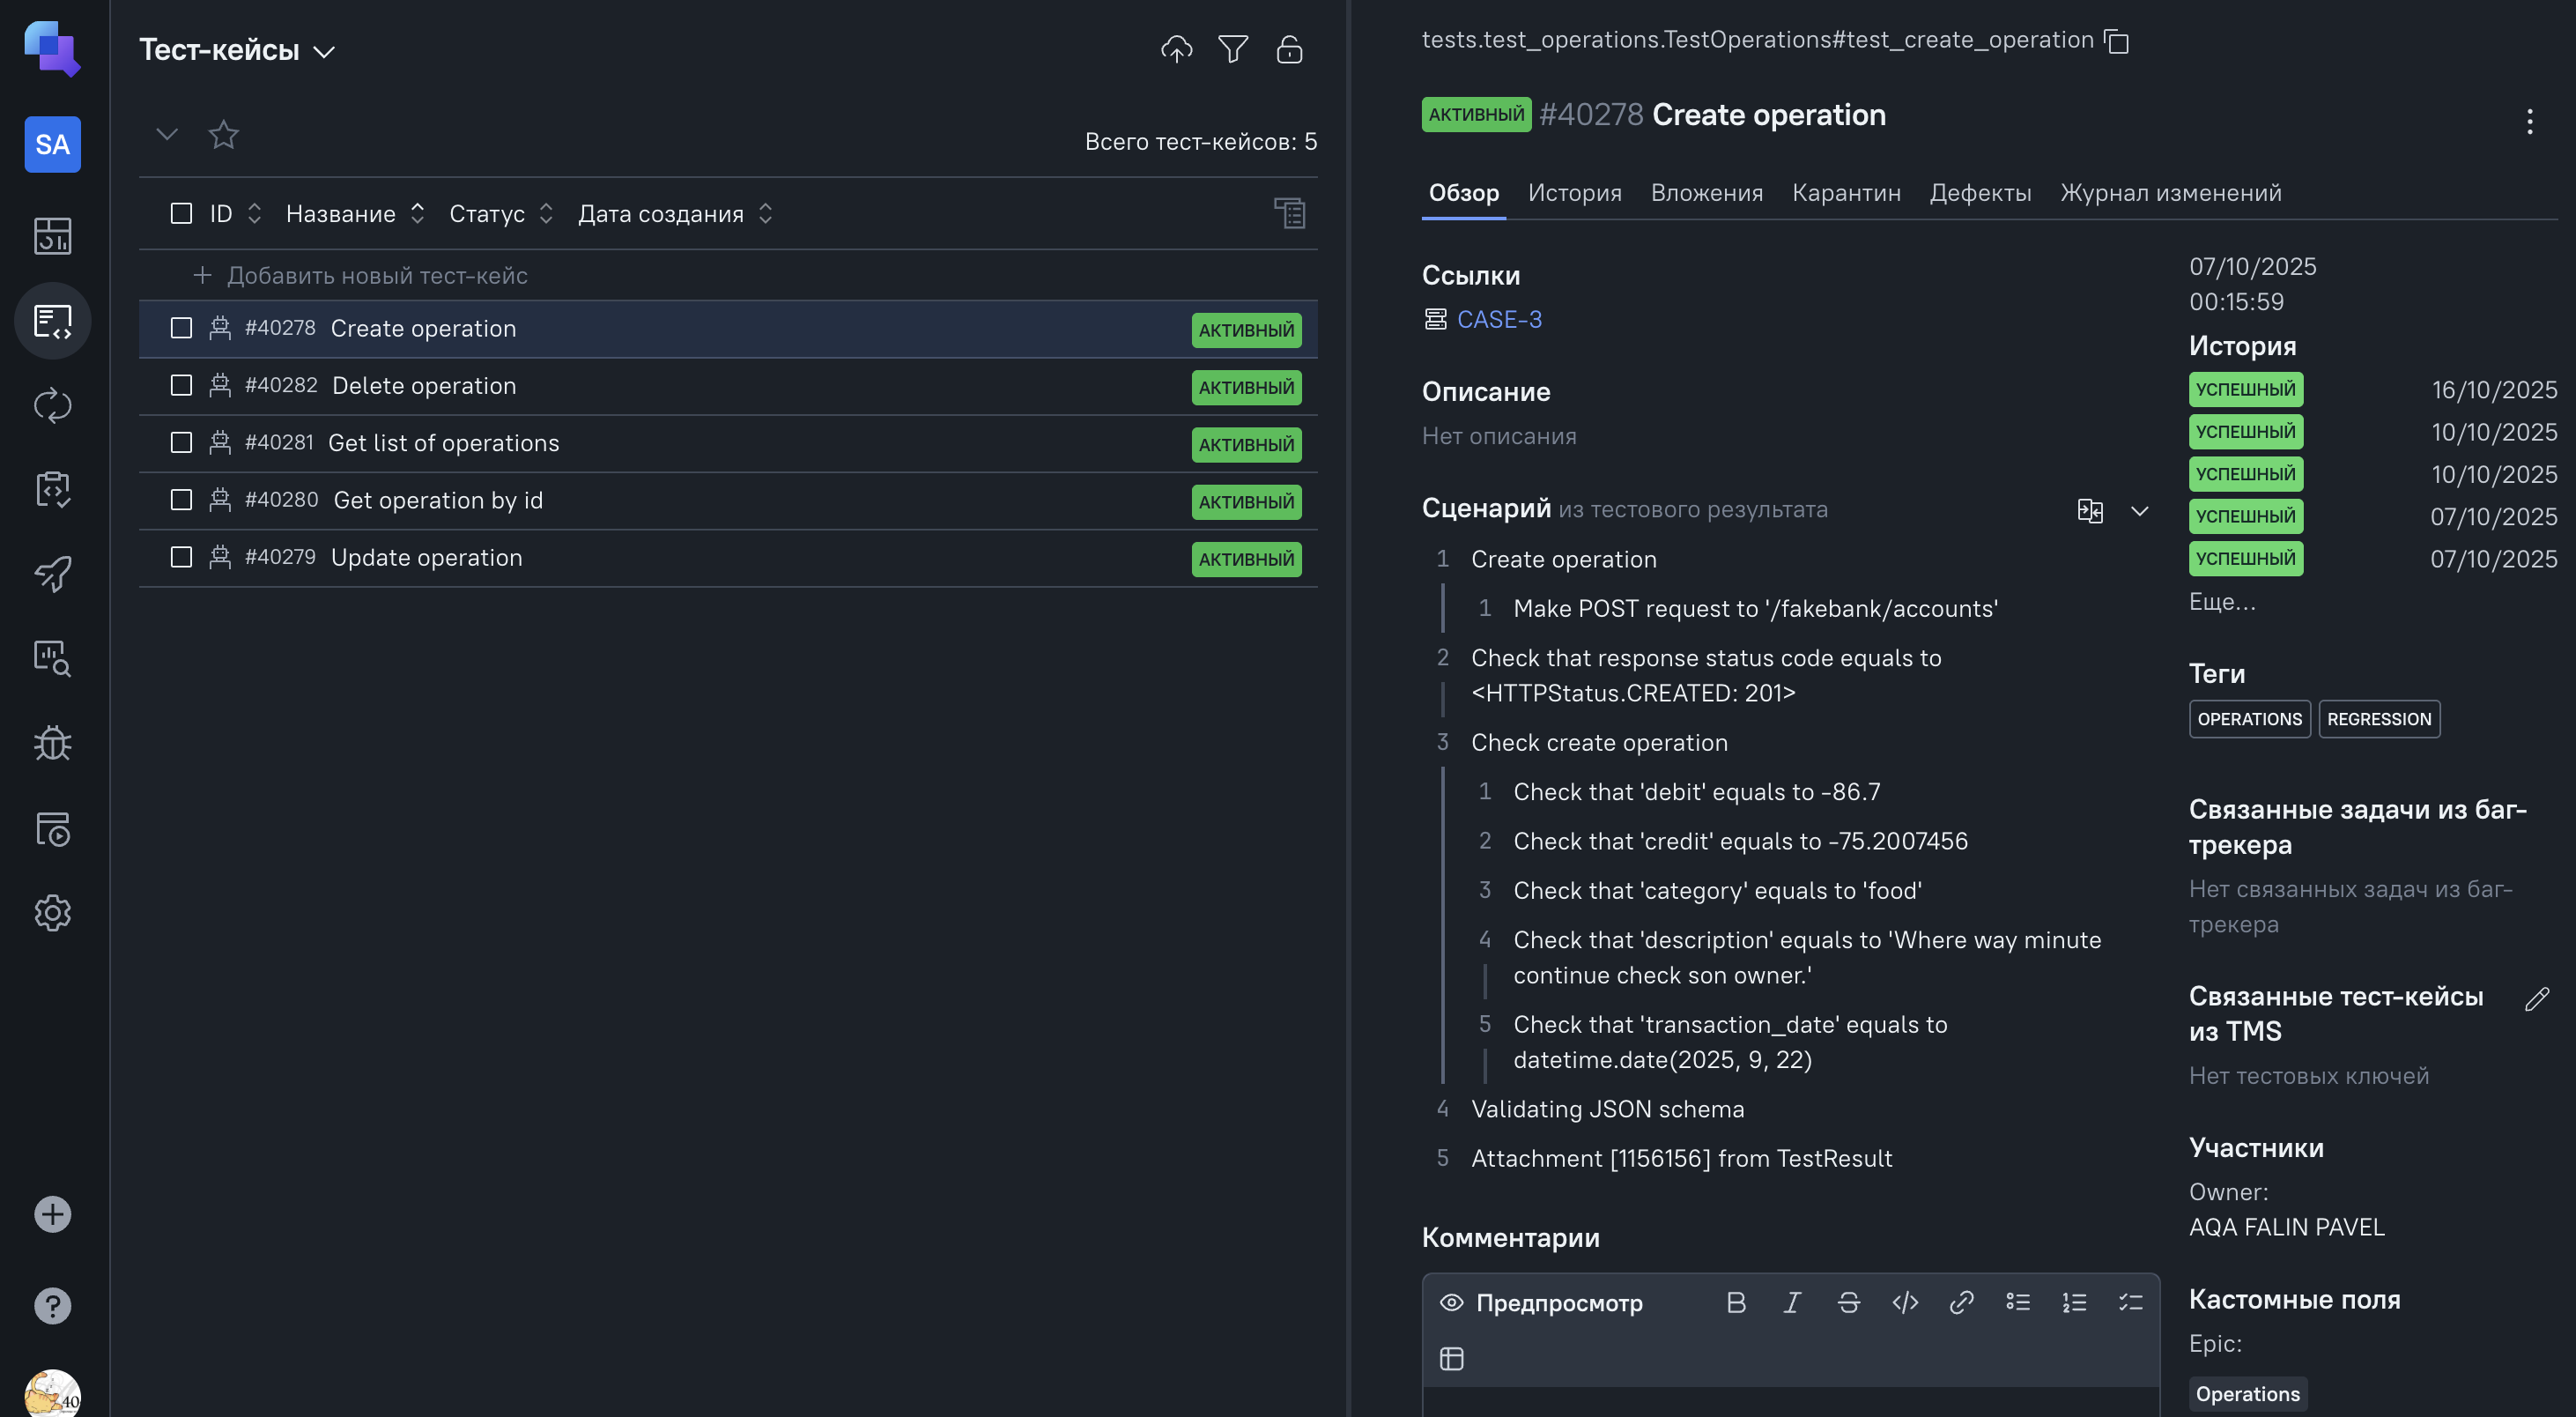 SA
Тест-кейсы
Всего тест-кейсов: 5
ID Название Статус Дата создания
+ Добавить новый тест-кейс
#40278 Create operation АКТИВНЫЙ
#40282 Delete operation АКТИВНЫЙ
#40281 Get list of operations АКТИВНЫЙ
#40280 Get operation by id АКТИВНЫЙ
#40279 Update operation АКТИВНЫЙ
40
tests.test_operations.TestOperations#test_create_operation
АКТИВНЫЙ #40278 Create operation
Обзор История Вложения Карантин Дефекты Журнал изменений
Ссылки
CASE-3
Описание
Нет описания
Сценарий из тестового результата
1 Create operation
1 Make POST request to '/fakebank/accounts'
2 Check that response status code equals to
<HTTPStatus.CREATED: 201>
3 Check create operation
1 Check that 'debit' equals to -86.7
2 Check that 'credit' equals to -75.2007456
3 Check that 'category' equals to 'food'
4 Check that 'description' equals to 'Where way minute
continue check son owner.'
5 Check that 'transaction_date' equals to
datetime.date(2025, 9, 22)
4 Validating JSON schema
5 Attachment [1156156] from TestResult
Комментарии
Предпросмотр
07/10/2025
00:15:59
История
УСПЕШНЫЙ 16/10/2025
УСПЕШНЫЙ 10/10/2025
УСПЕШНЫЙ 10/10/2025
УСПЕШНЫЙ 07/10/2025
УСПЕШНЫЙ 07/10/2025
Еще...
Теги
OPERATIONS REGRESSION
Связанные задачи из баг-
трекера
Нет связанных задач из баг-
трекера
Связанные тест-кейсы
из TMS
Нет тестовых ключей
Участники
Owner:
AQA FALIN PAVEL
Кастомные поля
Epic:
Operations